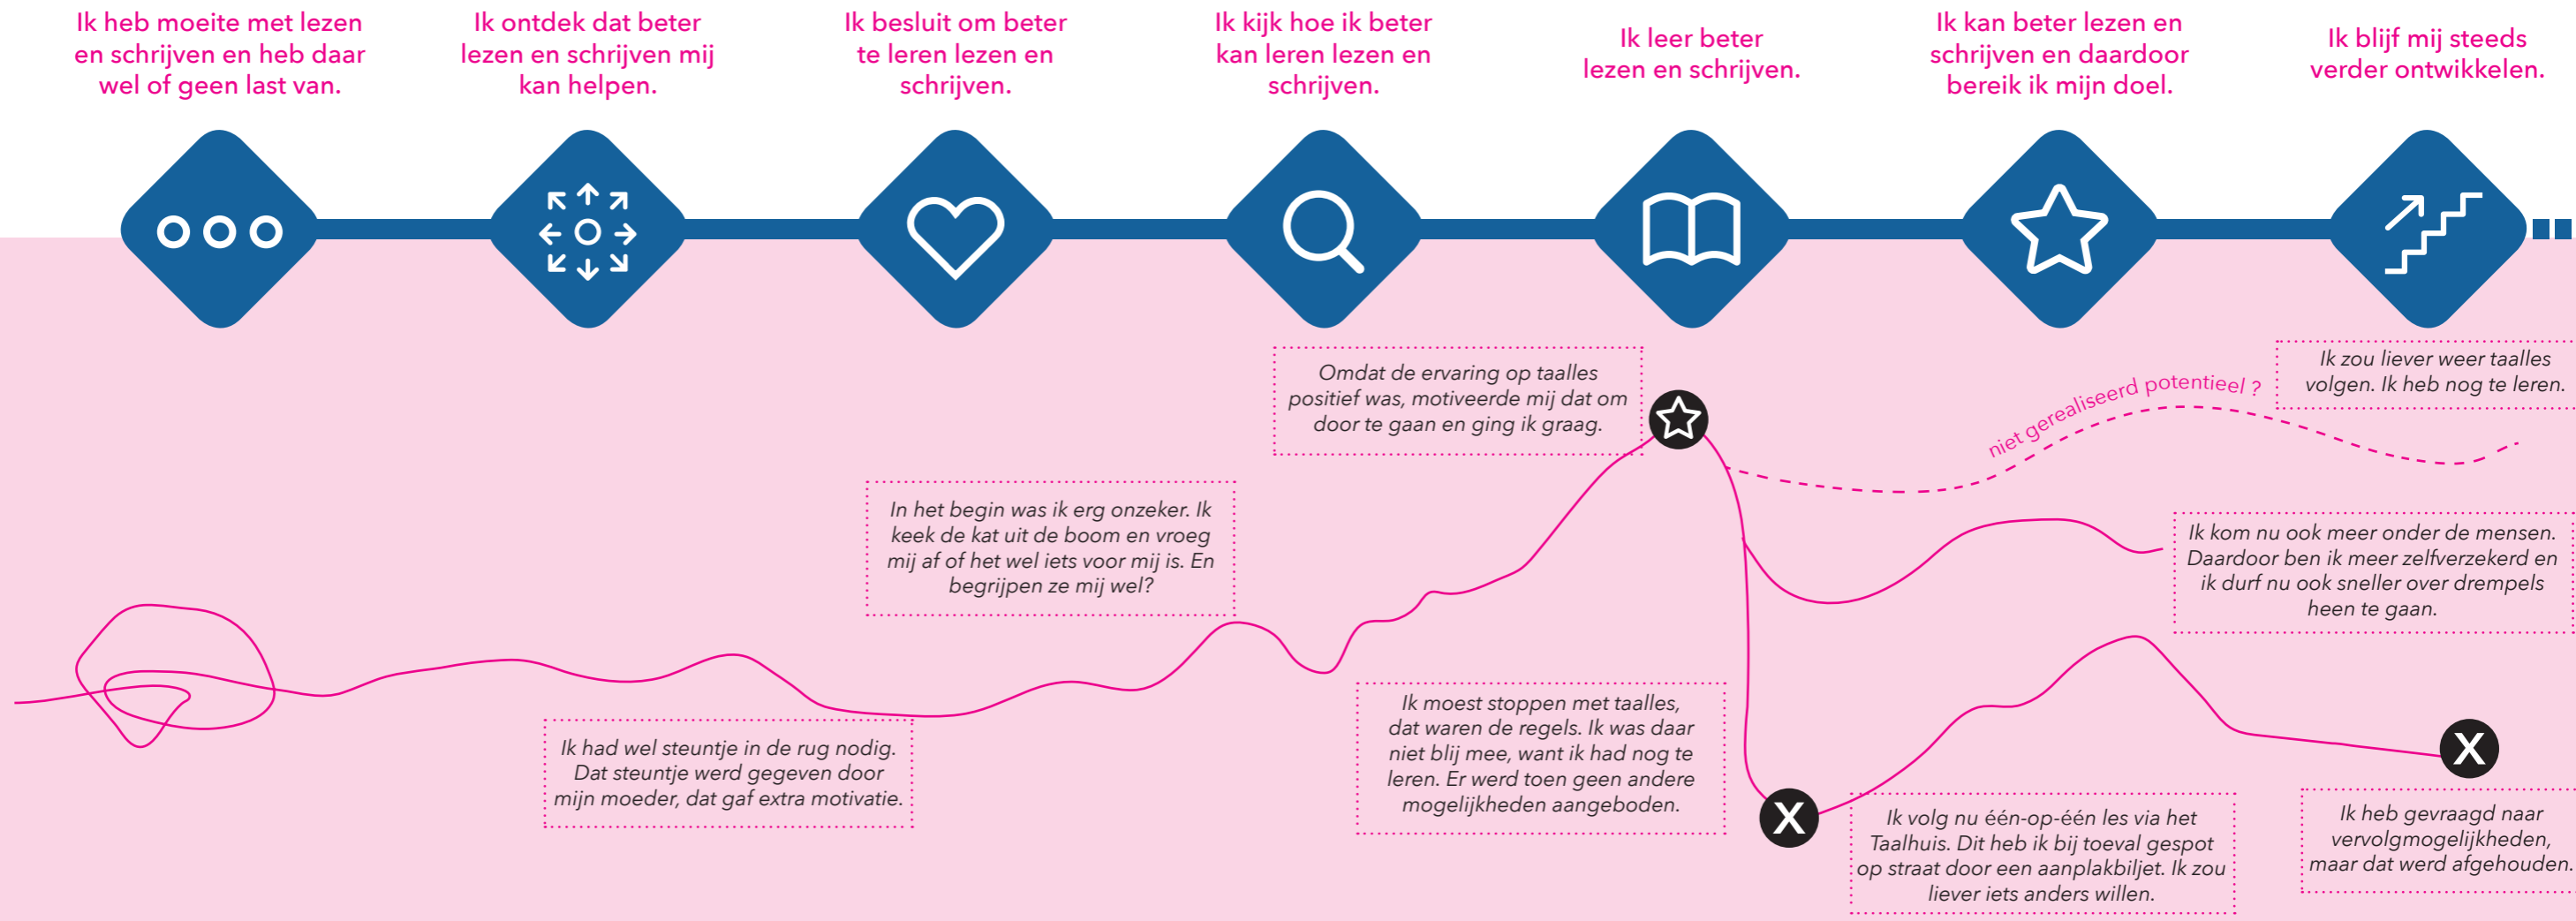 Ik heb moeite met lezen
en schrijven en heb daar
wel of geen last van.
Ik ontdek dat beter
lezen en schrijven mij
kan helpen.
Ik besluit om beter
te leren lezen en
schrijven.
Ik kijk hoe ik beter
kan leren lezen en
schrijven.
Ik leer beter
lezen en schrijven.
Ik kan beter lezen en
schrijven en daardoor
bereik ik mijn doel.
Ik blijf mij steeds
verder ontwikkelen.
Omdat de ervaring op taalles
positief was, motiveerde mij dat om
door te gaan en ging ik graag.
niet gerealiseerd potentieel ?
Ik zou liever weer taalles
volgen. Ik heb nog te leren.
In het begin was ik erg onzeker. Ik
keek de kat uit de boom en vroeg
mij af of het wel iets voor mij is. En
begrijpen ze mij wel?
Ik kom nu ook meer onder de mensen.
Daardoor ben ik meer zelfverzekerd en
ik durf nu ook sneller over drempels
heen te gaan.
Ik had wel steuntje in de rug nodig.
Dat steuntje werd gegeven door
mijn moeder, dat gaf extra motivatie.
Ik moest stoppen met taalles,
dat waren de regels. Ik was daar
niet blij mee, want ik had nog te
leren. Er werd toen geen andere
mogelijkheden aangeboden.
X
X
Ik volg nu één-op-één les via het
Taalhuis. Dit heb ik bij toeval gespot
op straat door een aanplakbiljet. Ik zou
liever iets anders willen.
Ik heb gevraagd naar
vervolgmogelijkheden,
maar dat werd afgehouden.